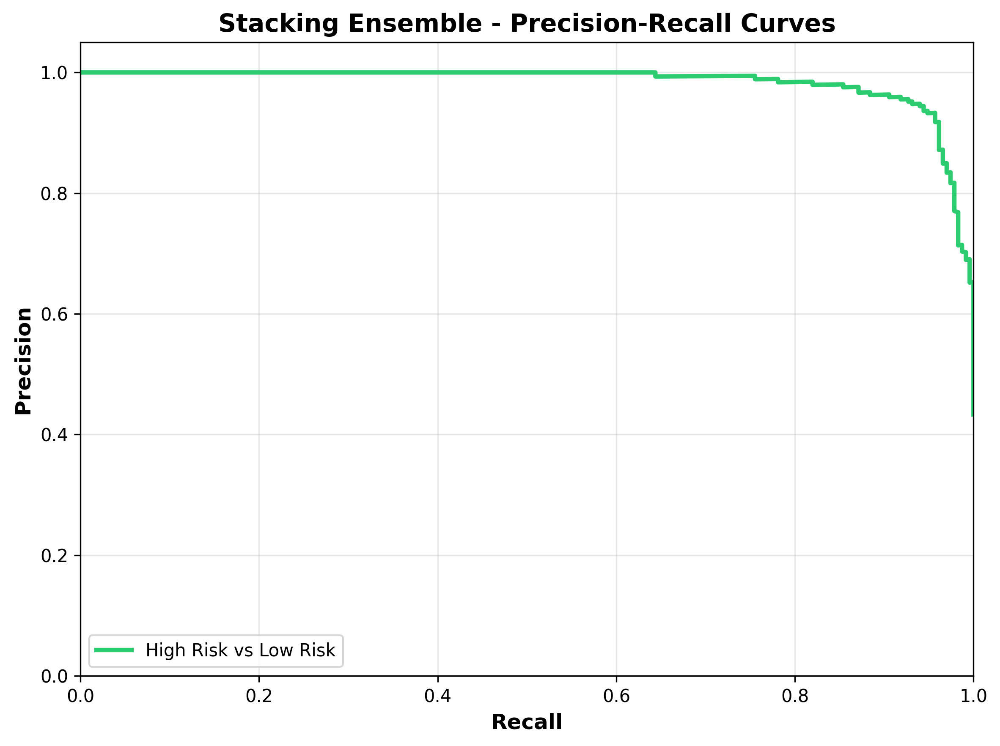 Stacking Ensemble - Precision-Recall Curves
Precision
1.0
0.8
0.6
0.4
0.2
0.0
High Risk vs Low Risk
0.0 0.2 0.4 0.6 0.8 1.0
Recall